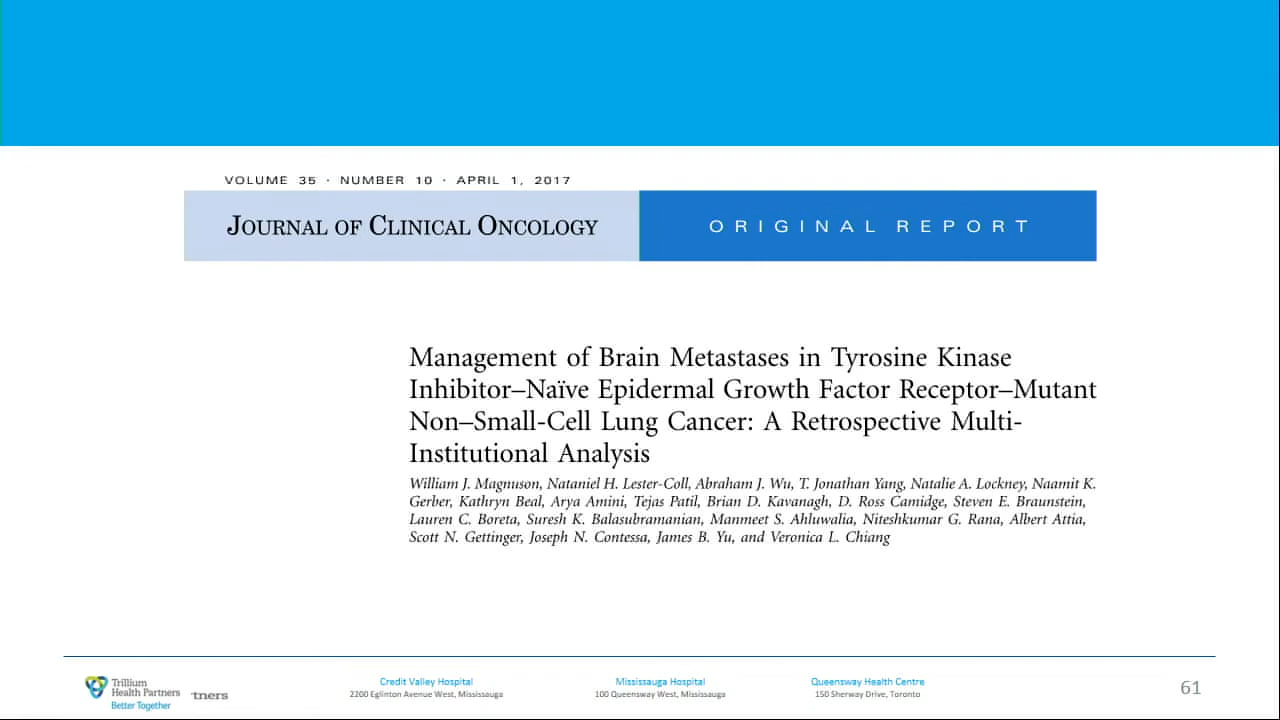 VOLUME 35 · NUMBER 10 · APRIL 1, 2017
JOURNAL OF CLINICAL ONCOLOGY
ORIGINAL REPORT
Management of Brain Metastases in Tyrosine Kinase
Inhibitor–Naïve Epidermal Growth Factor Receptor–Mutant
Non–Small-Cell Lung Cancer: A Retrospective Multi-
Institutional Analysis
William J. Magnuson, Nataniel H. Lester-Coll, Abraham J. Wu, T. Jonathan Yang, Natalie A. Lockney, Naamit K.
Gerber, Kathryn Beal, Arya Amini, Tejas Patil, Brian D. Kavanagh, D. Ross Camidge, Steven E. Braunstein,
Lauren C. Boreta, Suresh K. Balasubramanian, Manmeet S. Ahluwalia, Niteshkumar G. Rana, Albert Attia,
Scott N. Gettinger, Joseph N. Contessa, James B. Yu, and Veronica L. Chiang
Trillium
Health Partners
Better Together
tners
Credit Valley Hospital
2200 Eglinton Avenue West, Mississauga
Mississauga Hospital
100 Queensway West, Mississauga
Queensway Health Centre
150 Sherway Drive, Toronto
61